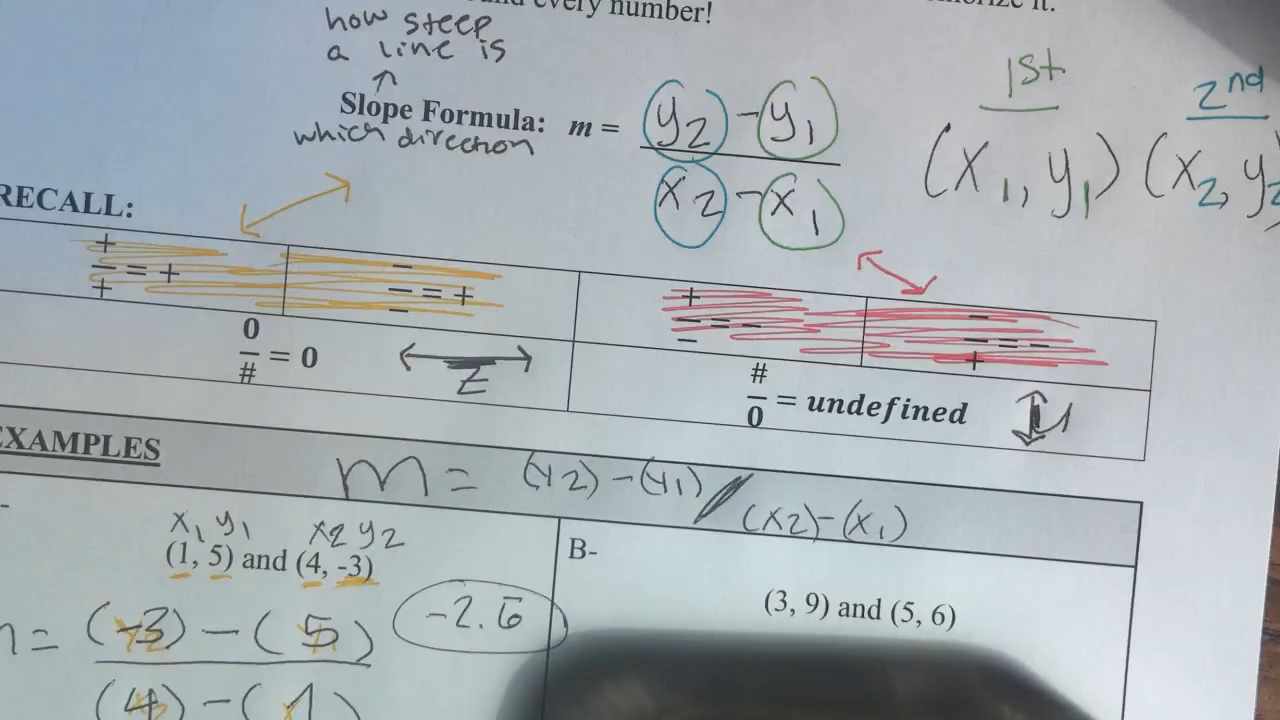 every number!
how steep
a line is
↑
Slope Formula: m = (y2 - y1) / (x2 - x1)
which direction
1st 2nd
(x1, y1) (x2, y2
RECALL:
+/+ = + -/- = + +/- = - -/+ = -
0/# = 0 Z #/0 = undefined U
EXAMPLES
m = (y2) - (y1) / (x2) - (x1)
x1 y1 x2 y2
(1, 5) and (4, -3)
B-
(3, 9) and (5, 6)
-2.6̅
= (-3) - (5)
(4) - (1)